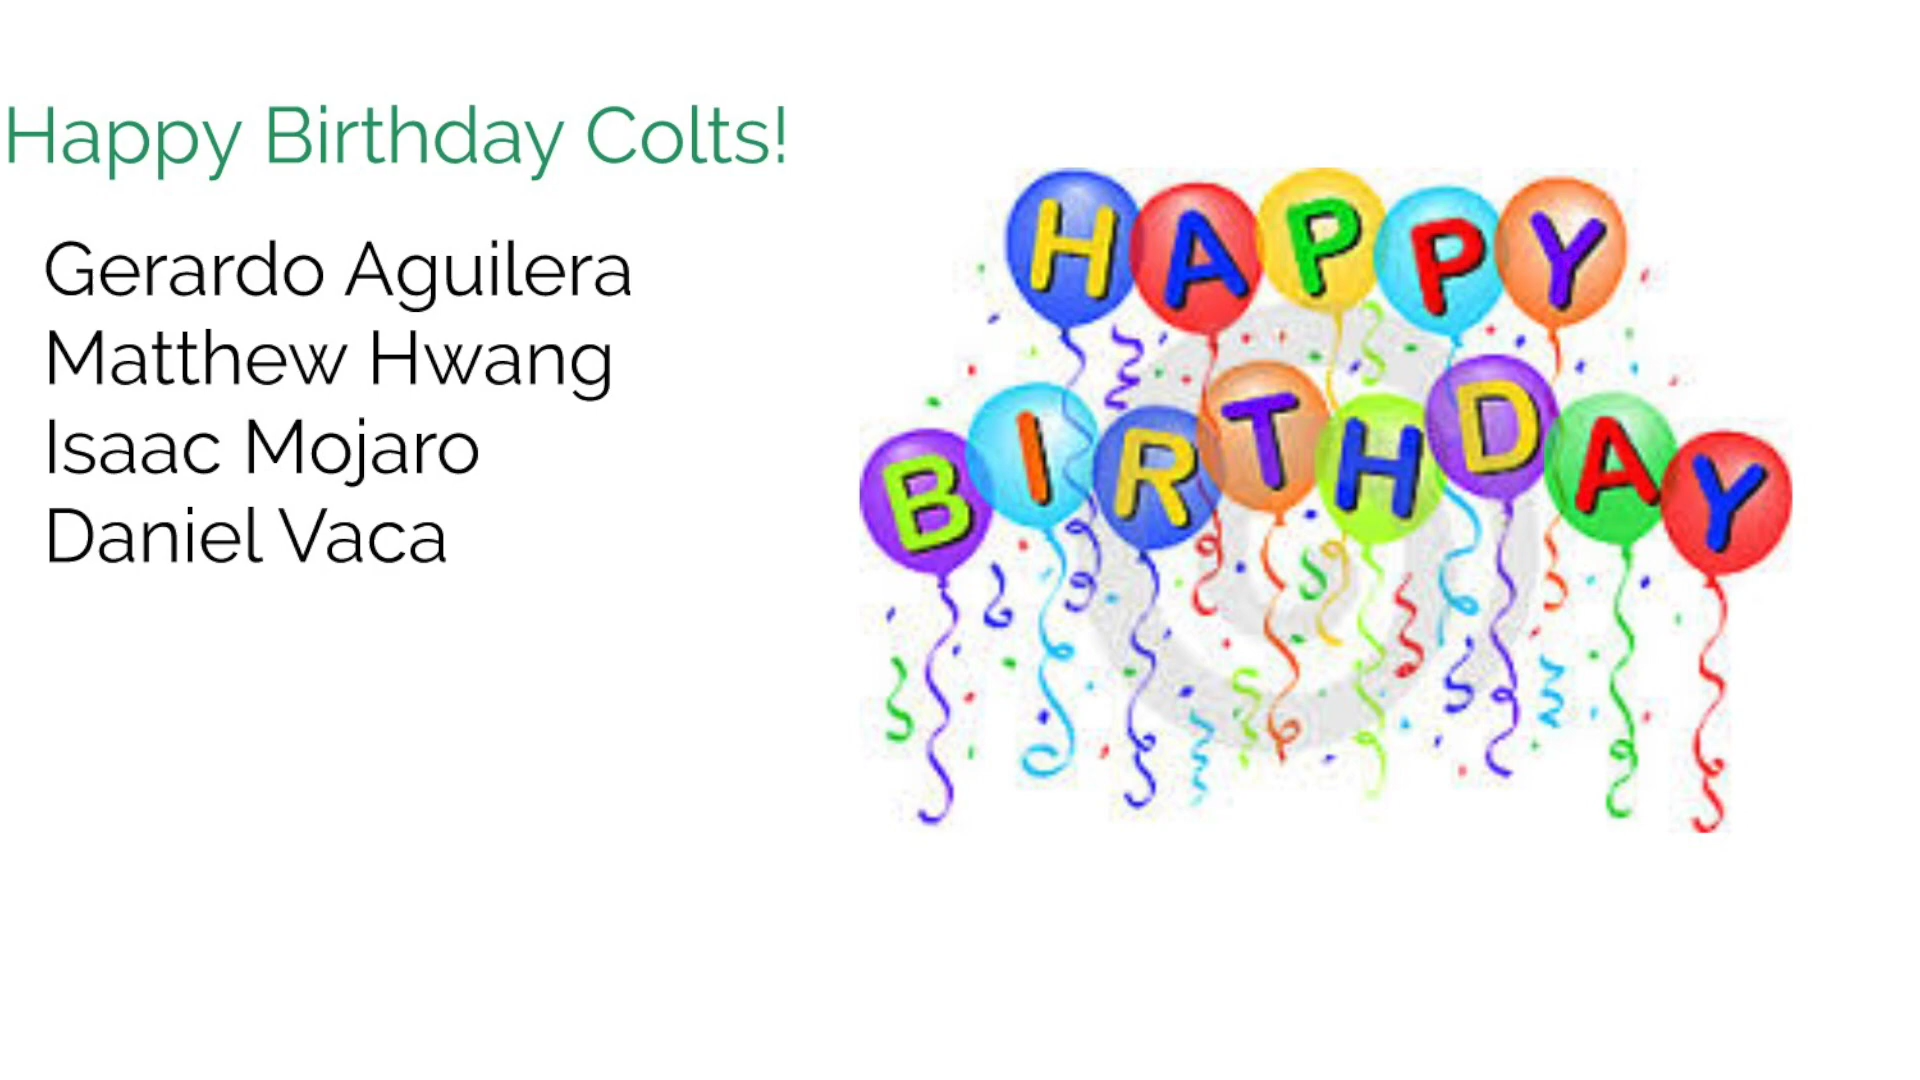 Happy Birthday Colts!
Gerardo Aguilera
Matthew Hwang
Isaac Mojaro
Daniel Vaca
HAPPY
BIRTHDAY